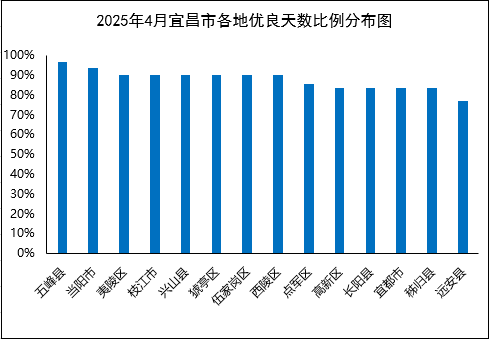 2025年4月宜昌市各地优良天数比例分布图
100%
90%
80%
70%
60%
50%
40%
30%
20%
10%
0%
五峰县
当阳市
夷陵区
枝江市
兴山县
猇亭区
伍家岗区
西陵区
点军区
高新区
长阳县
宜都市
秭归县
远安县